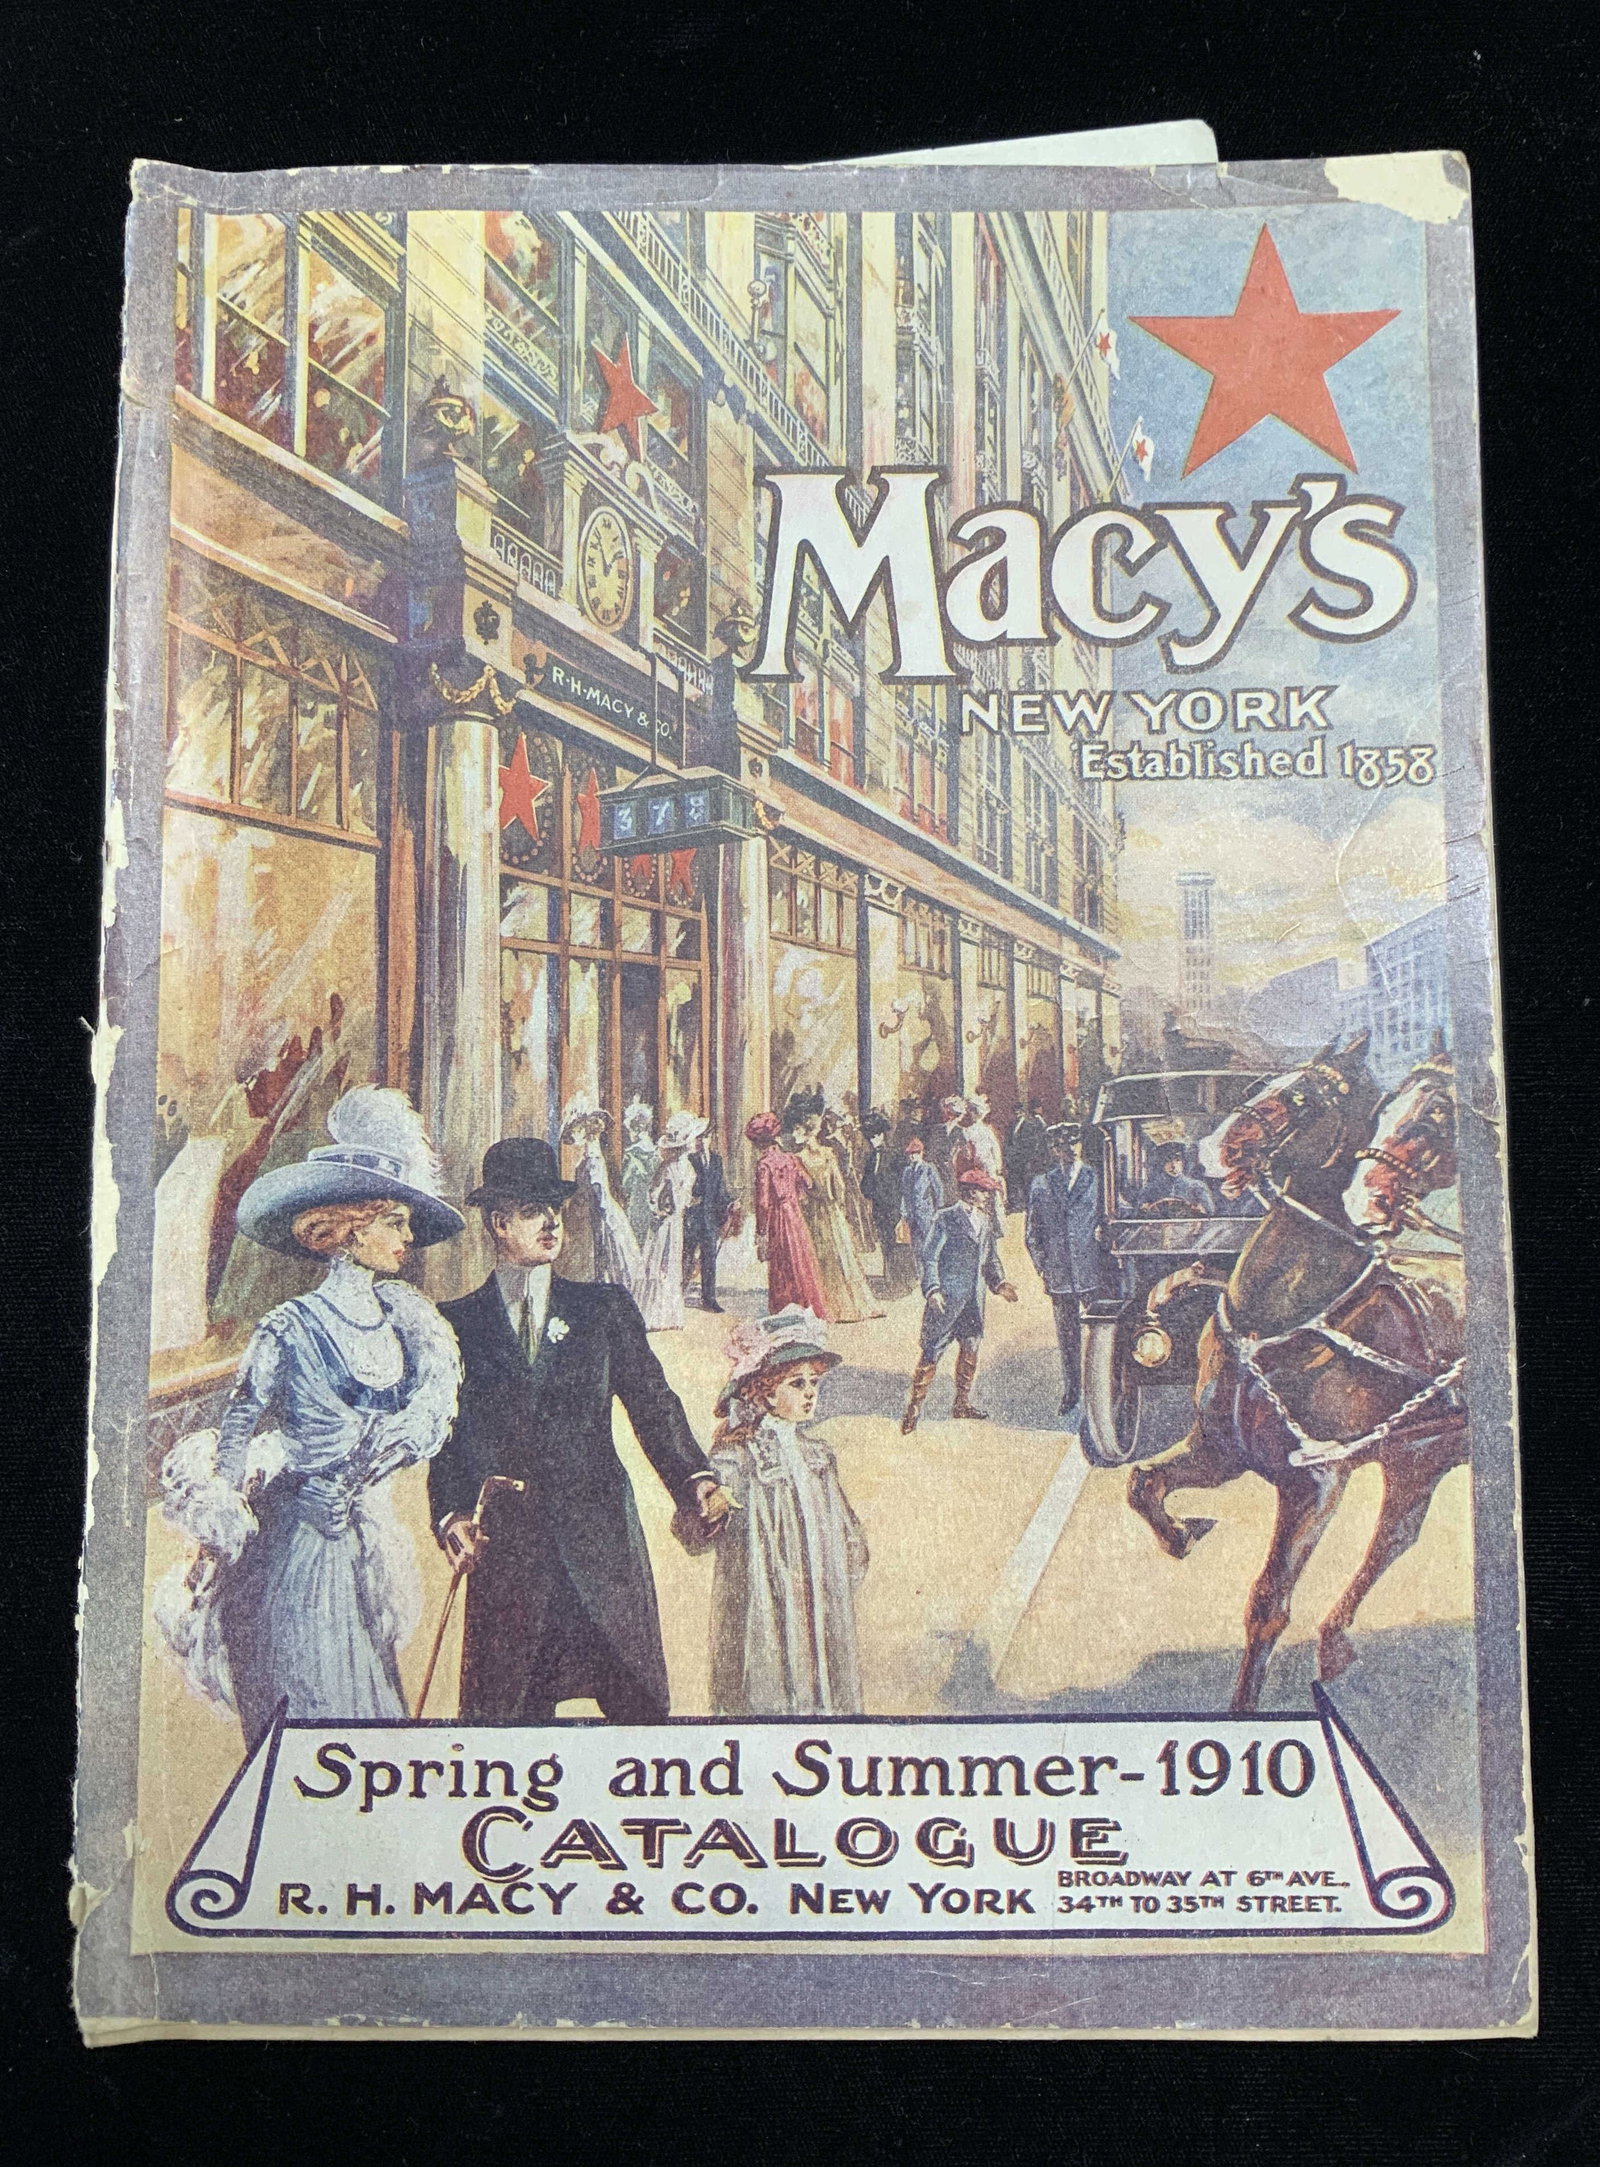 Macy's
NEW YORK
Established 1858
R·H·MACY & CO.
378
Spring and Summer-1910
CATALOGUE
R. H. MACY & CO. NEW YORK
BROADWAY AT 6TH AVE.,
34TH TO 35TH STREET.